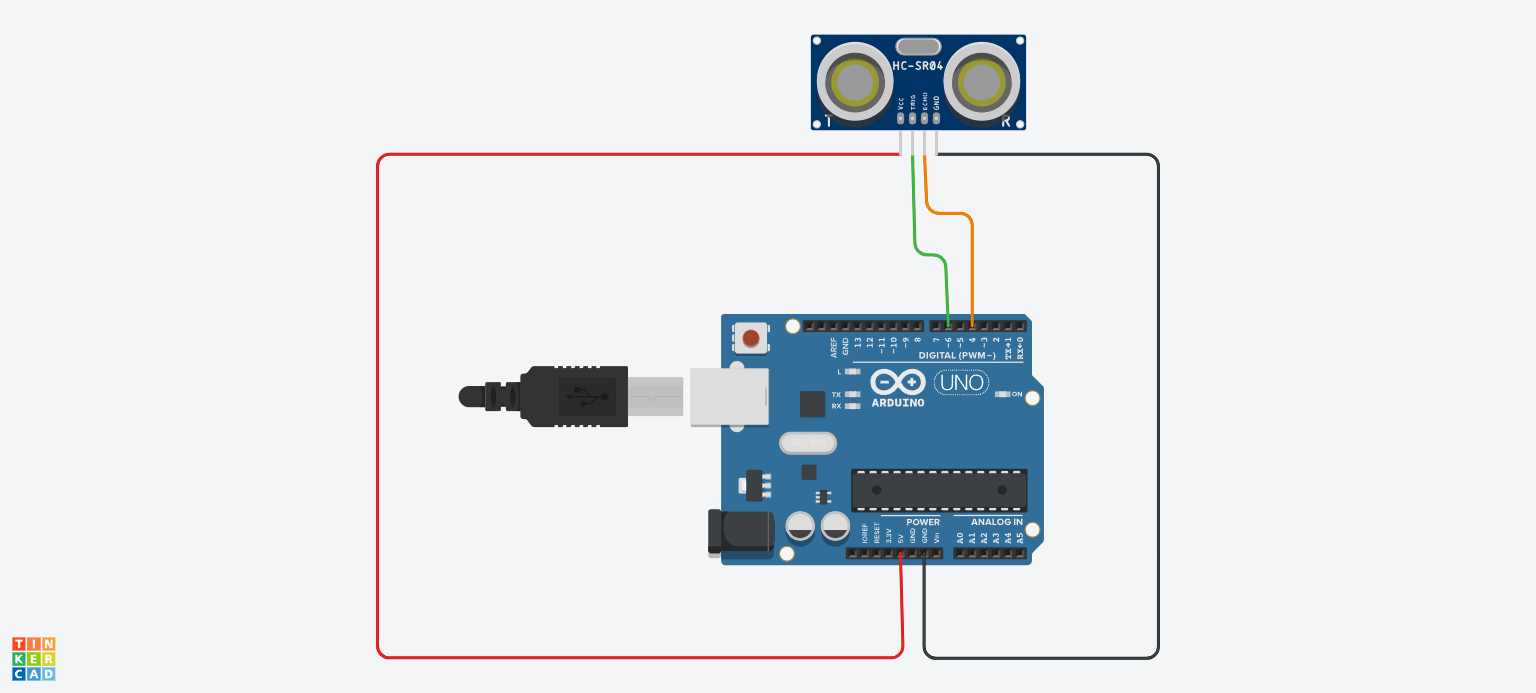 HC-SR04
VCC
TRIG
ECHO
GND
T
R
AREF
GND
13
12
~11
~10
~9
8
7
~6
~5
4
~3
2
TX→1
RX←0
DIGITAL (PWM~)
L
TX
RX
ARDUINO
UNO
ON
POWER
ANALOG IN
IOREF
RESET
3.3V
5V
GND
GND
Vin
A0
A1
A2
A3
A4
A5
TIN
KER
CAD